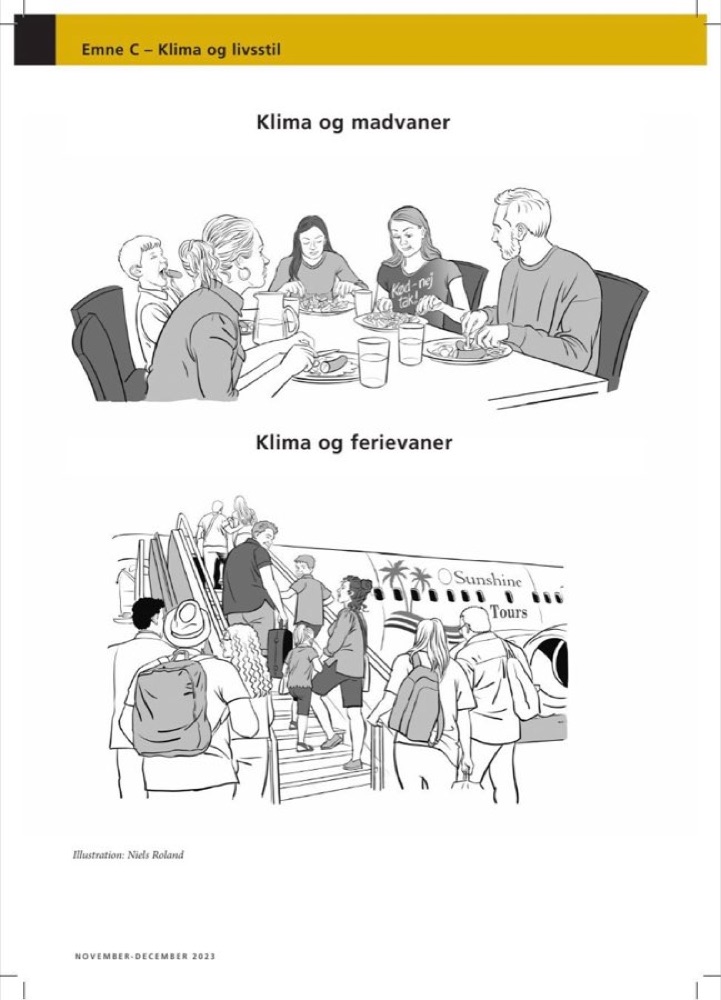 Emne C – Klima og livsstil
Klima og madvaner
Kød-nej
tak!
Klima og ferievaner
Sunshine
Tours
Illustration: Niels Roland
NOVEMBER-DECEMBER 2023